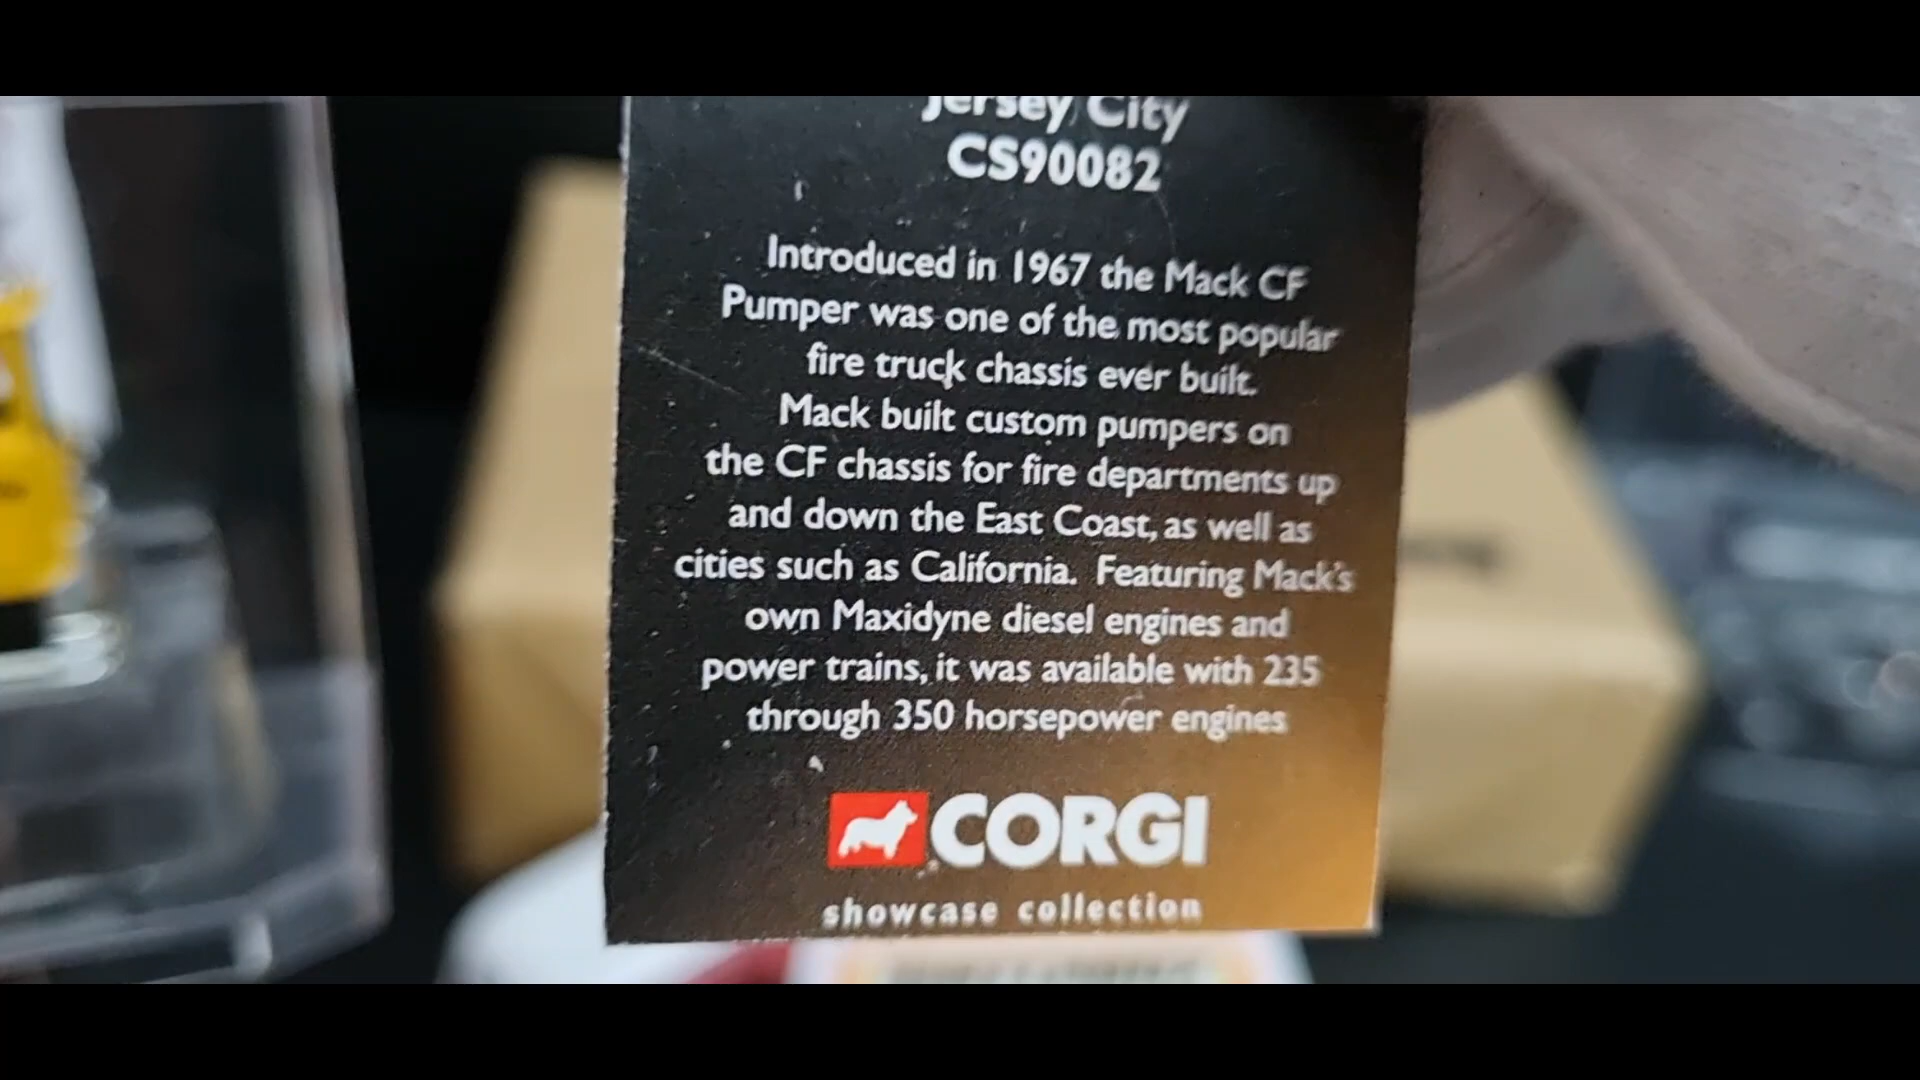 Jersey City
CS90082
Introduced in 1967 the Mack CF
Pumper was one of the most popular
fire truck chassis ever built.
Mack built custom pumpers on
the CF chassis for fire departments up
and down the East Coast, as well as
cities such as California. Featuring Mack's
own Maxidyne diesel engines and
power trains, it was available with 235
through 350 horsepower engines
CORGI
showcase collection